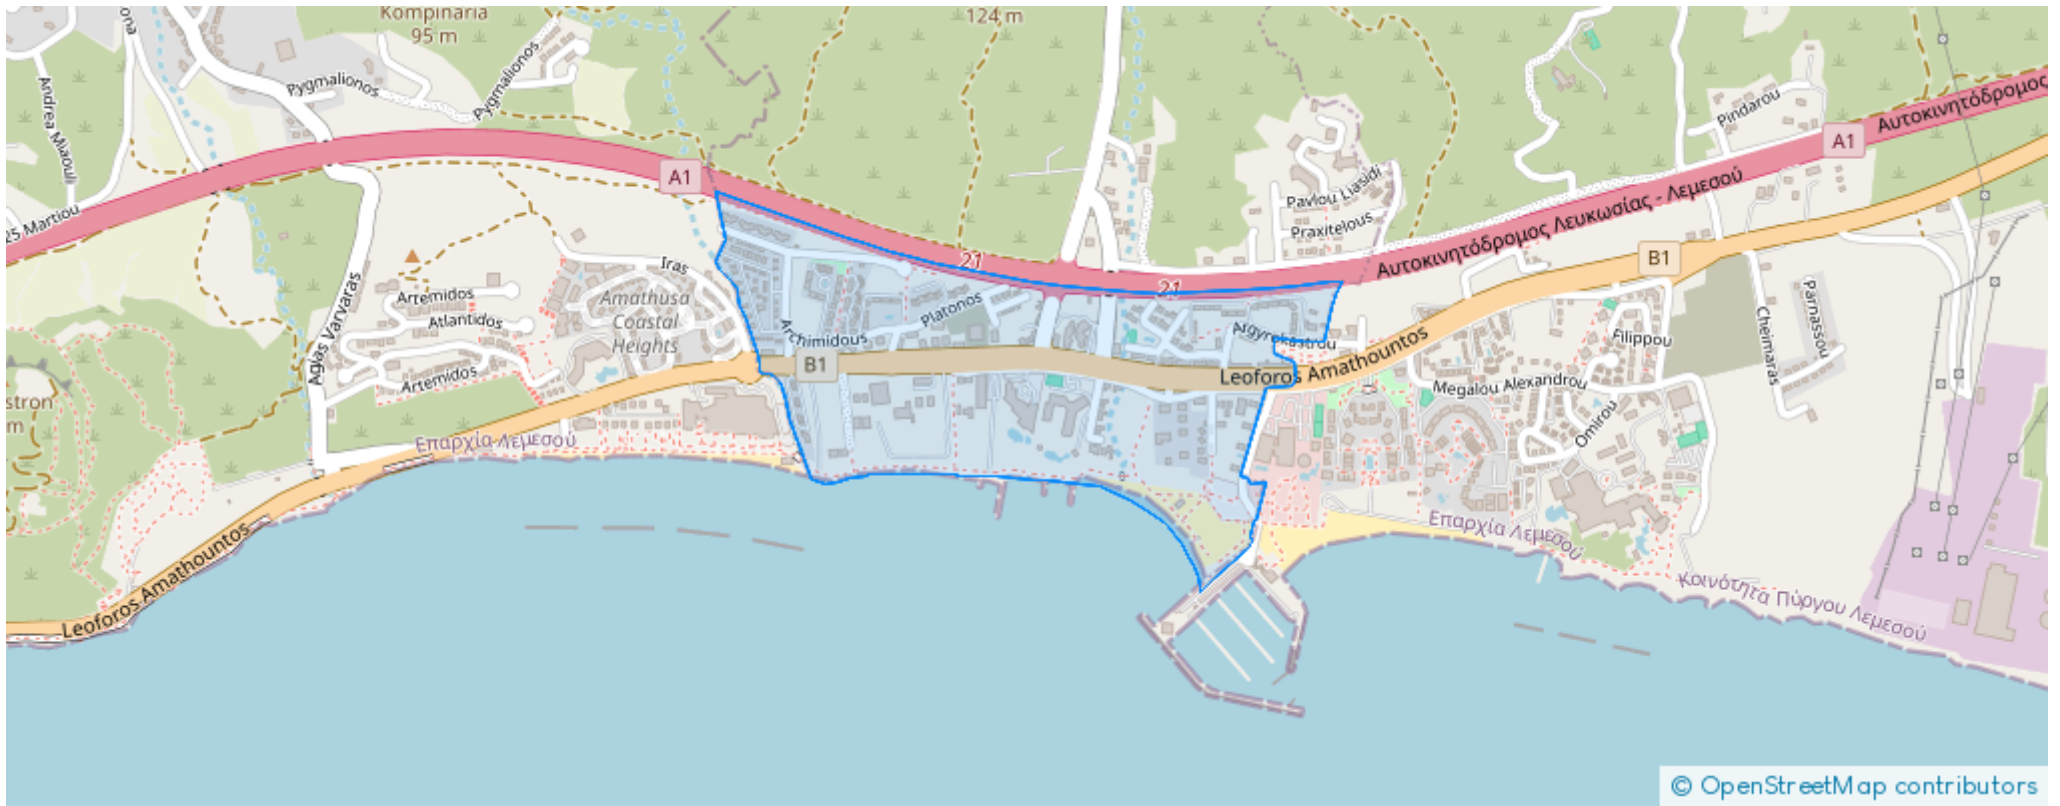 Kompinaria
95 m
124 m
ona
Pygmalionos
Pygmalionos
Andrea Miaouli
25 Martiou
A1
Pindarou
A1
Αυτοκινητόδρομος
Pavlou Liasidi
Praxitelous
Αυτοκινητόδρομος Λευκωσίας - Λεμεσού
B1
21
21
Iras
Amathusa
Coastal
Heights
Artemidos
Atlantidos
Artemidos
Agias Varvaras
Archimidous
Platonos
Argyrokastrou
B1
Leoforos Amathountos
Filippou
Megalou Alexandrou
Omirou
Cheimaras
Parnassou
stron
m
Επαρχία Λεμεσού
Επαρχία Λεμεσού
Κοινότητα Πύργου Λεμεσού
Leoforos Amathountos
© OpenStreetMap contributors